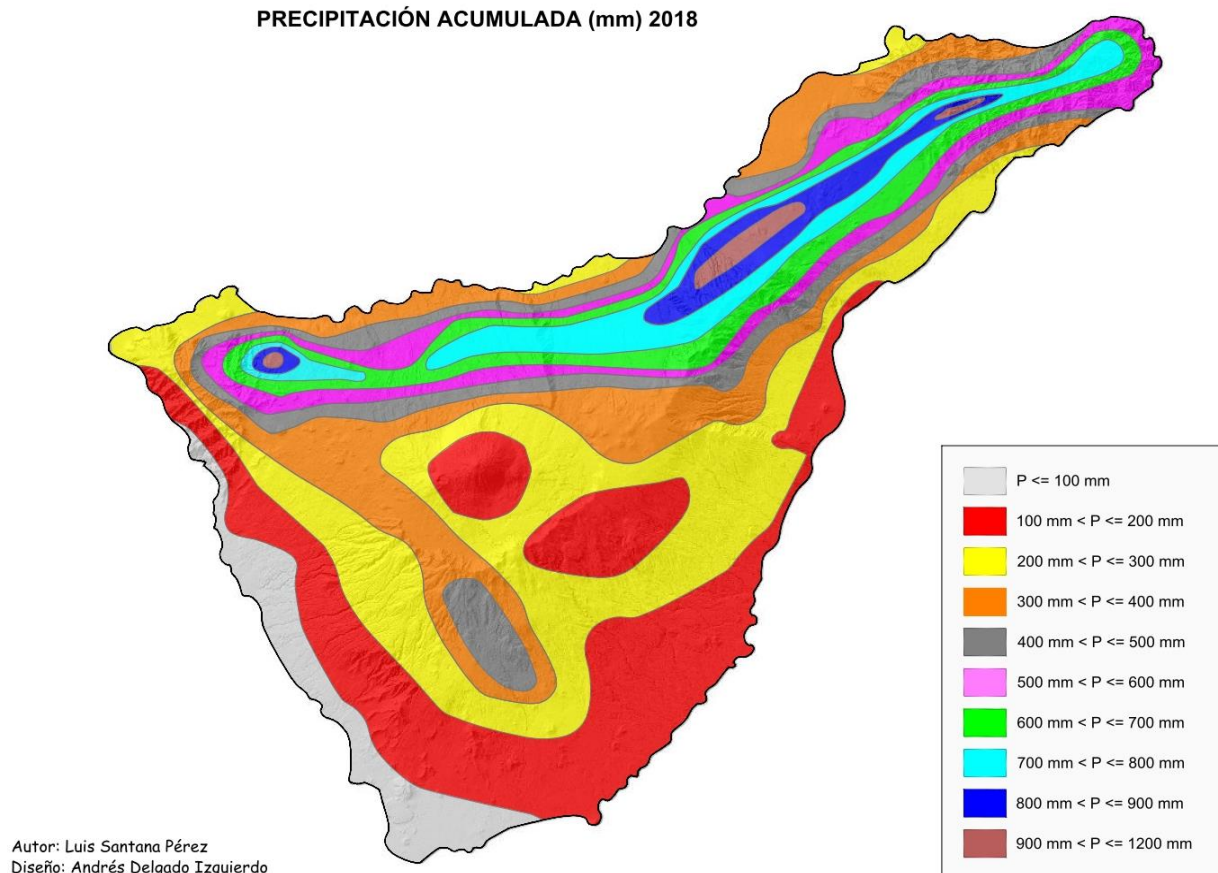 PRECIPITACIÓN ACUMULADA (mm) 2018
P <= 100 mm
100 mm < P <= 200 mm
200 mm < P <= 300 mm
300 mm < P <= 400 mm
400 mm < P <= 500 mm
500 mm < P <= 600 mm
600 mm < P <= 700 mm
700 mm < P <= 800 mm
800 mm < P <= 900 mm
900 mm < P <= 1200 mm
Autor: Luis Santana Pérez
Diseño: Andrés Delgado Izquierdo